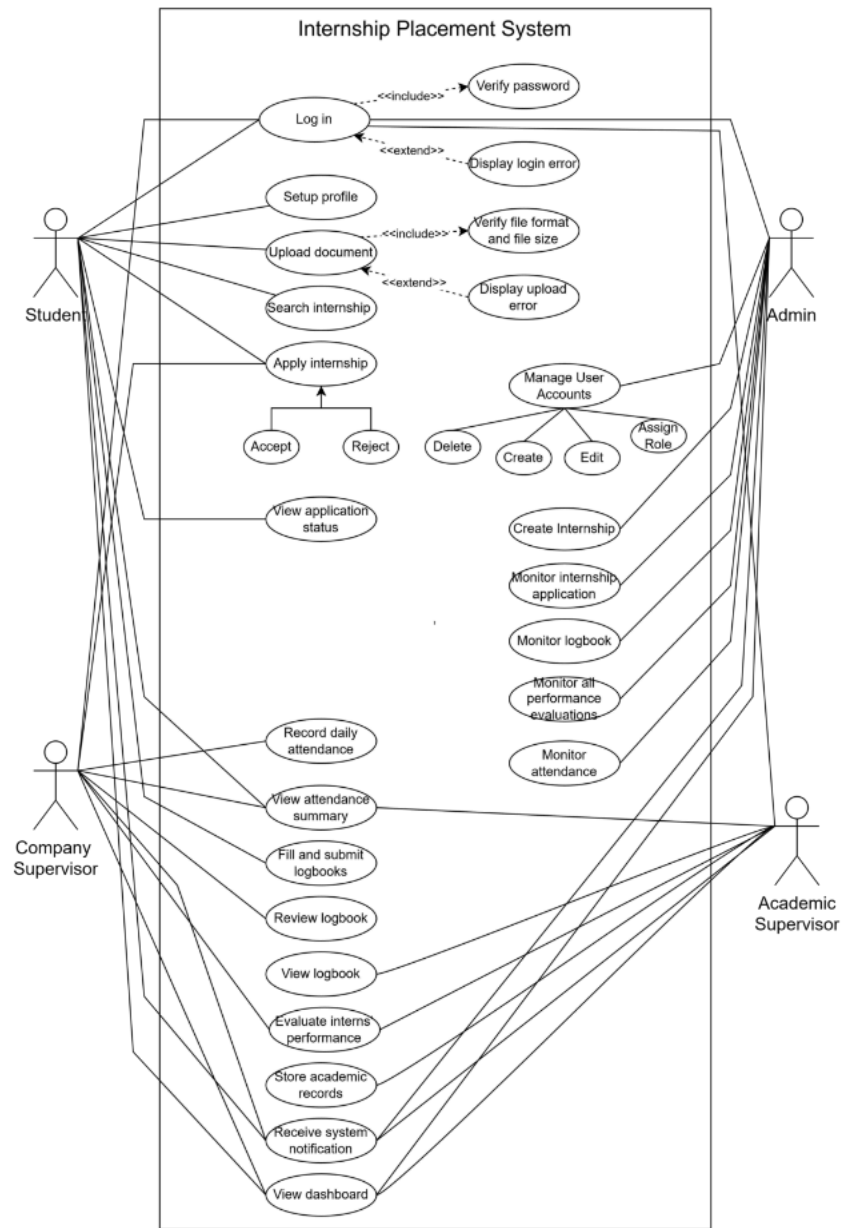 Internship Placement System
Verify password
<<include>>
Log in
<<extend>>
Display login error
Setup profile
<<include>>
Verify file format
and file size
Upload document
<<extend>>
Display upload
error
Search internship
Student
Admin
Apply internship
Manage User
Accounts
Accept
Reject
Delete
Create
Edit
Assign
Role
View application
status
Create Internship
Monitor internship
application
Monitor logbook
Monitor all
performance
evaluations
Record daily
attendance
Monitor
attendance
View attendance
summary
Company
Supervisor
Fill and submit
logbooks
Academic
Supervisor
Review logbook
View logbook
Evaluate interns'
performance
Store academic
records
Receive system
notification
View dashboard